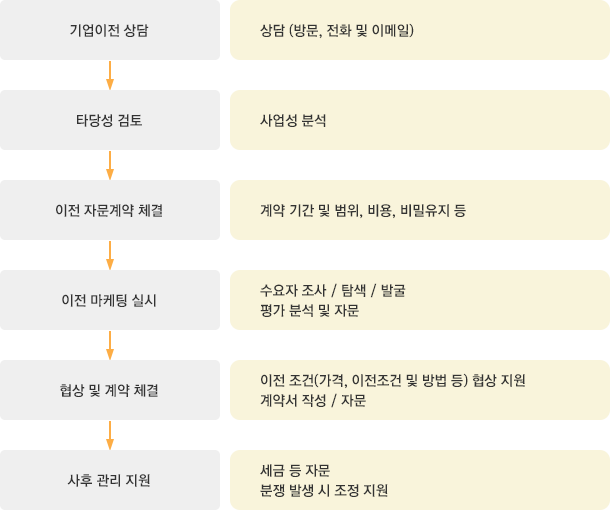 기업이전 상담
상담 (방문, 전화 및 이메일)
타당성 검토
사업성 분석
이전 자문계약 체결
계약 기간 및 범위, 비용, 비밀유지 등
이전 마케팅 실시
수요자 조사 / 탐색 / 발굴
평가 분석 및 자문
협상 및 계약 체결
이전 조건(가격, 이전조건 및 방법 등) 협상 지원
계약서 작성 / 자문
사후 관리 지원
세금 등 자문
분쟁 발생 시 조정 지원